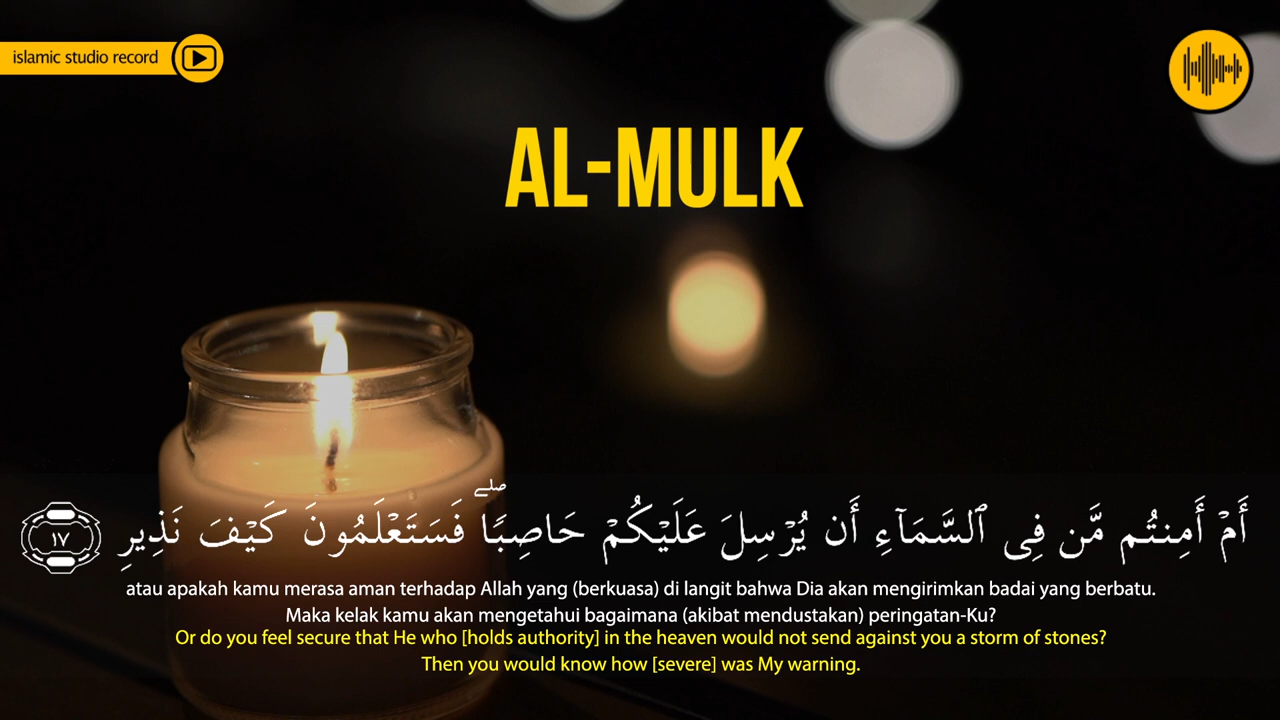 islamic studio record
AL-MULK
أَمْ أَمِنتُم مَّن فِى ٱلسَّمَآءِ أَن يُرْسِلَ عَلَيْكُمْ حَاصِبًا ۖ فَسَتَعْلَمُونَ كَيْفَ نَذِيرِ ١٧
atau apakah kamu merasa aman terhadap Allah yang (berkuasa) di langit bahwa Dia akan mengirimkan badai yang berbatu.
Maka kelak kamu akan mengetahui bagaimana (akibat mendustakan) peringatan-Ku?
Or do you feel secure that He who [holds authority] in the heaven would not send against you a storm of stones?
Then you would know how [severe] was My warning.